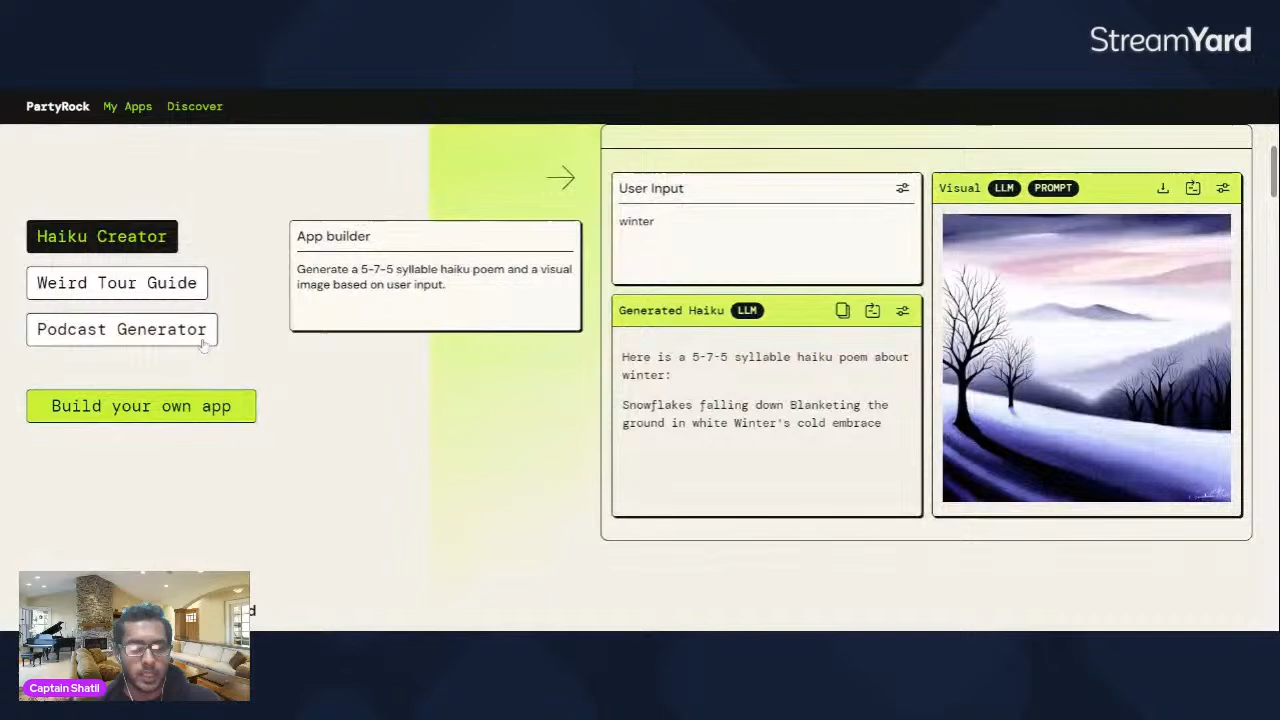 StreamYard
PartyRock My Apps Discover
Haiku Creator
Weird Tour Guide
Podcast Generator
Build your own app
App builder
Generate a 5-7-5 syllable haiku poem and a visual
image based on user input.
User Input
winter
Generated Haiku LLM
Here is a 5-7-5 syllable haiku poem about
winter:
Snowflakes falling down Blanketing the
ground in white Winter's cold embrace
Visual LLM PROMPT
Captain Shatil